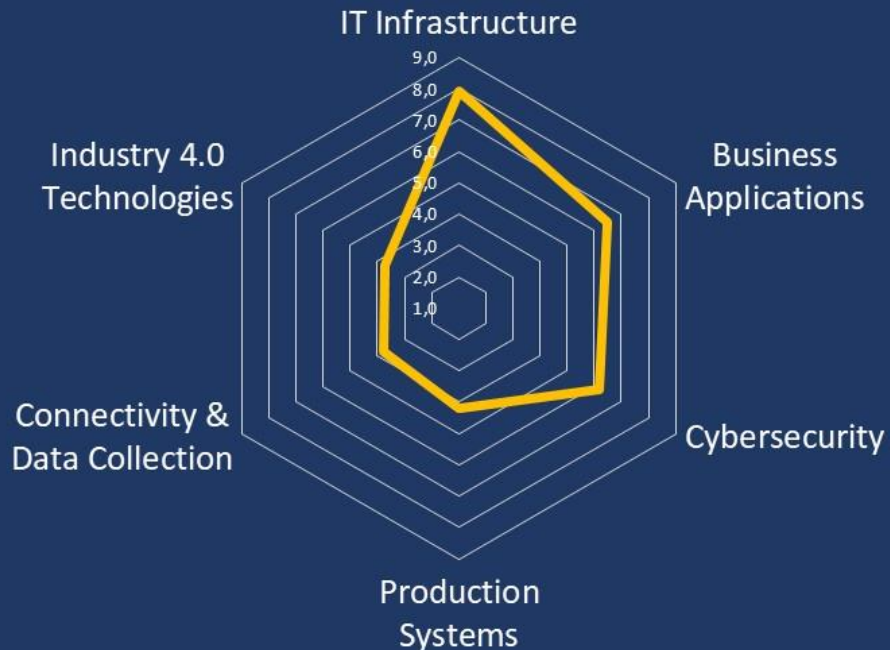 IT Infrastructure
9,0
8,0
7,0
6,0
5,0
4,0
3,0
2,0
1,0
Business
Applications
Cybersecurity
Production
Systems
Connectivity &
Data Collection
Industry 4.0
Technologies